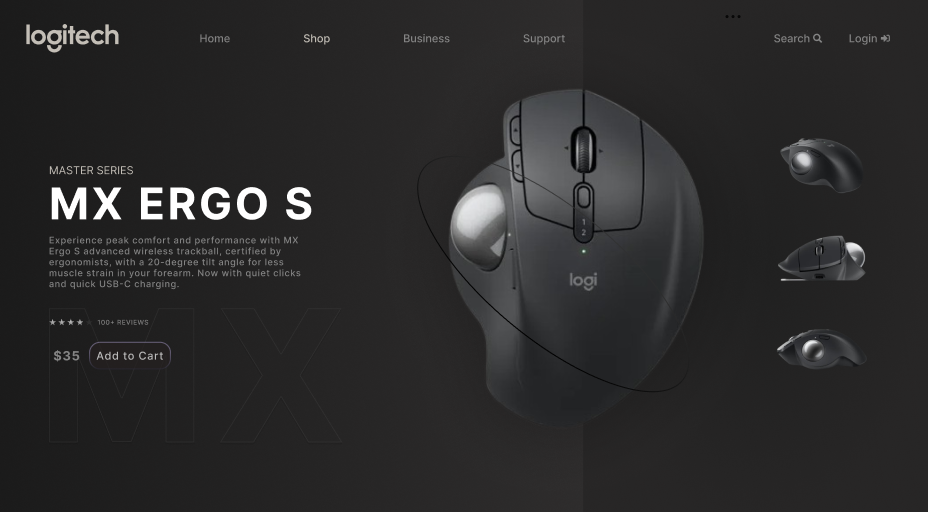 logitech
Home
Shop
Business
Support
Search
Login
MASTER SERIES
MX ERGO S
Experience peak comfort and performance with MX
Ergo S advanced wireless trackball, certified by
ergonomists, with a 20-degree tilt angle for less
muscle strain in your forearm. Now with quiet clicks
and quick USB-C charging.
100+ REVIEWS
$35
Add to Cart
MX
1
2
logi